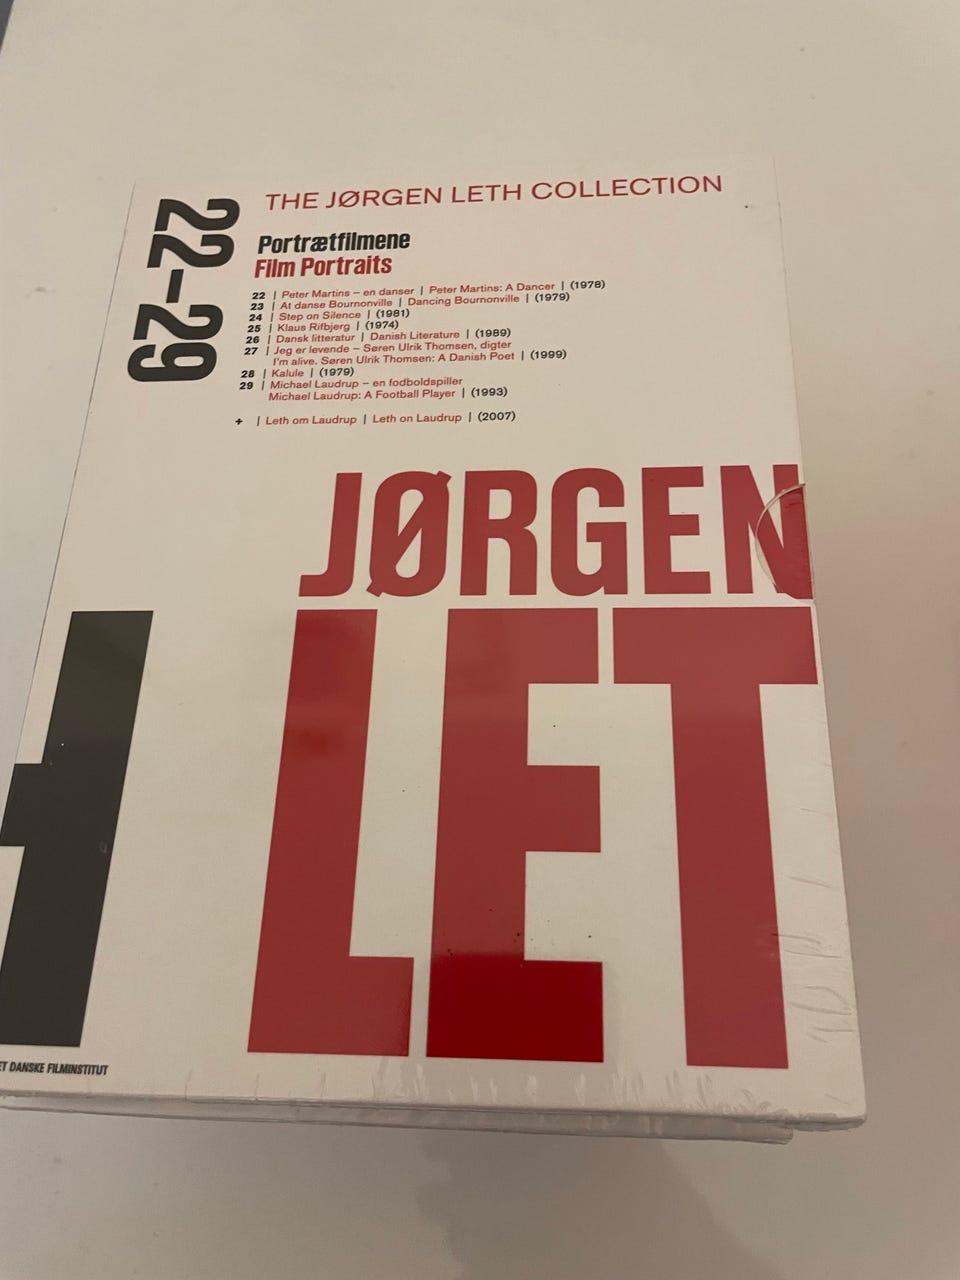 22–29
THE JØRGEN LETH COLLECTION
Portrætfilmene
Film Portraits
22 | Peter Martins – en danser | Peter Martins: A Dancer | (1978)
23 | At danse Bournonville | Dancing Bournonville | (1979)
24 | Step on Silence | (1981)
25 | Klaus Rifbjerg | (1974)
26 | Dansk litteratur | Danish Literature | (1989)
27 | Jeg er levende – Søren Ulrik Thomsen, digter
I'm alive. Søren Ulrik Thomsen: A Danish Poet | (1999)
28 | Kalule | (1979)
29 | Michael Laudrup – en fodboldspiller
Michael Laudrup: A Football Player | (1993)
+ | Leth om Laudrup | Leth on Laudrup | (2007)
JØRGEN
H LET
ET DANSKE FILMINSTITUT